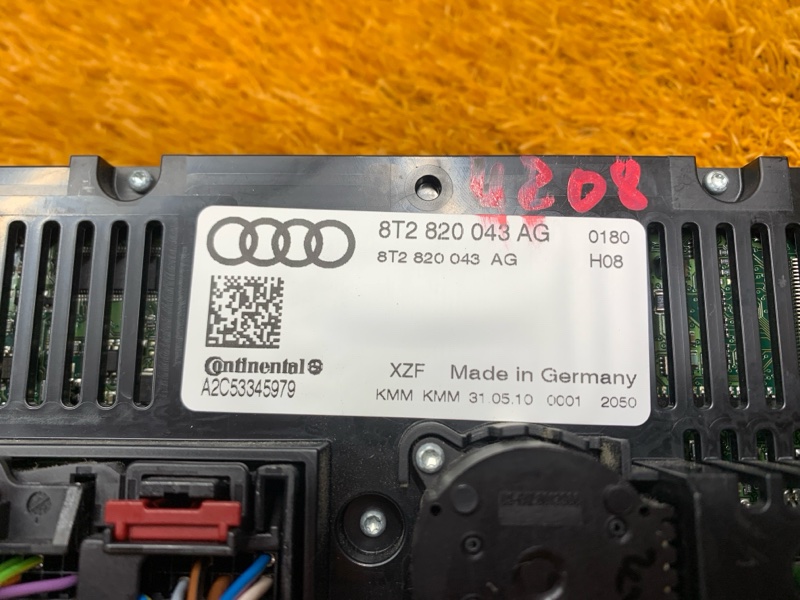 4208
8T2 820 043 AG 0180
8T2 820 043 AG H08
Continental
A2C53345979
XZF Made in Germany
KMM KMM 31.05.10 0001 2050